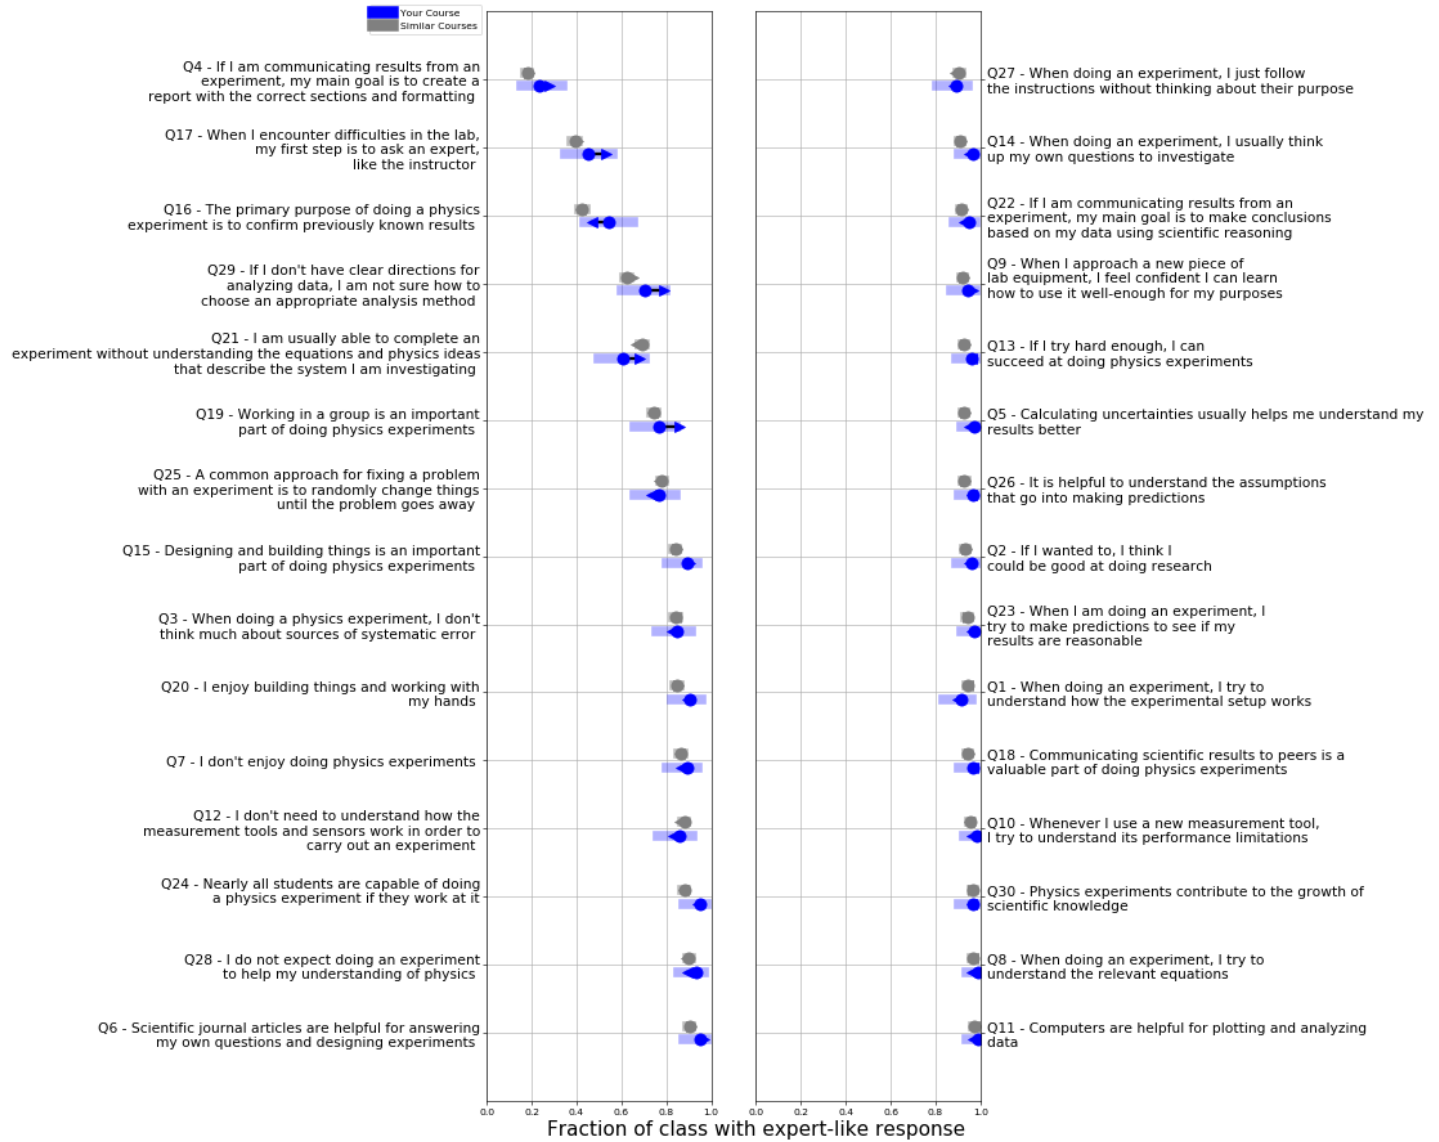 Your Course
Similar Courses
Q4 - If I am communicating results from an
experiment, my main goal is to create a
report with the correct sections and formatting
Q17 - When I encounter difficulties in the lab,
my first step is to ask an expert,
like the instructor
Q16 - The primary purpose of doing a physics
experiment is to confirm previously known results
Q29 - If I don't have clear directions for
analyzing data, I am not sure how to
choose an appropriate analysis method
Q21 - I am usually able to complete an
experiment without understanding the equations and physics ideas
that describe the system I am investigating
Q19 - Working in a group is an important
part of doing physics experiments
Q25 - A common approach for fixing a problem
with an experiment is to randomly change things
until the problem goes away
Q15 - Designing and building things is an important
part of doing physics experiments
Q3 - When doing a physics experiment, I don't
think much about sources of systematic error
Q20 - I enjoy building things and working with
my hands
Q7 - I don't enjoy doing physics experiments
Q12 - I don't need to understand how the
measurement tools and sensors work in order to
carry out an experiment
Q24 - Nearly all students are capable of doing
a physics experiment if they work at it
Q28 - I do not expect doing an experiment
to help my understanding of physics
Q6 - Scientific journal articles are helpful for answering
my own questions and designing experiments
0.0 0.2 0.4 0.6 0.8 1.0
Q27 - When doing an experiment, I just follow
the instructions without thinking about their purpose
Q14 - When doing an experiment, I usually think
up my own questions to investigate
Q22 - If I am communicating results from an
experiment, my main goal is to make conclusions
based on my data using scientific reasoning
Q9 - When I approach a new piece of
lab equipment, I feel confident I can learn
how to use it well-enough for my purposes
Q13 - If I try hard enough, I can
succeed at doing physics experiments
Q5 - Calculating uncertainties usually helps me understand my
results better
Q26 - It is helpful to understand the assumptions
that go into making predictions
Q2 - If I wanted to, I think I
could be good at doing research
Q23 - When I am doing an experiment, I
try to make predictions to see if my
results are reasonable
Q1 - When doing an experiment, I try to
understand how the experimental setup works
Q18 - Communicating scientific results to peers is a
valuable part of doing physics experiments
Q10 - Whenever I use a new measurement tool,
I try to understand its performance limitations
Q30 - Physics experiments contribute to the growth of
scientific knowledge
Q8 - When doing an experiment, I try to
understand the relevant equations
Q11 - Computers are helpful for plotting and analyzing
data
0.0 0.2 0.4 0.6 0.8 1.0
Fraction of class with expert-like response